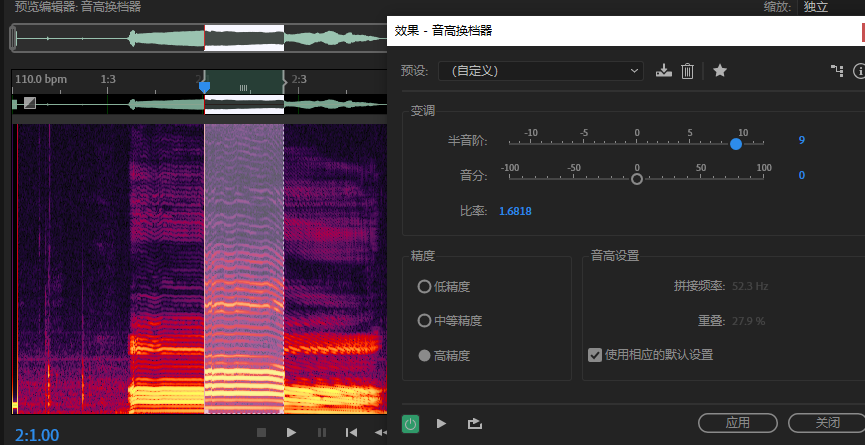 预览编辑器: 音高换档器
缩放: 独立
效果 - 音高换档器
预设: （自定义）
110.0 bpm 1:3 2:3
变调
-10 -5 0 5 10
半音阶: 9
-100 -50 0 50 100
音分: 0
比率: 1.6818
精度
低精度
中等精度
高精度
音高设置
拼接频率: 52.3 Hz
重叠: 27.9 %
使用相应的默认设置
2:1.00
应用
关闭